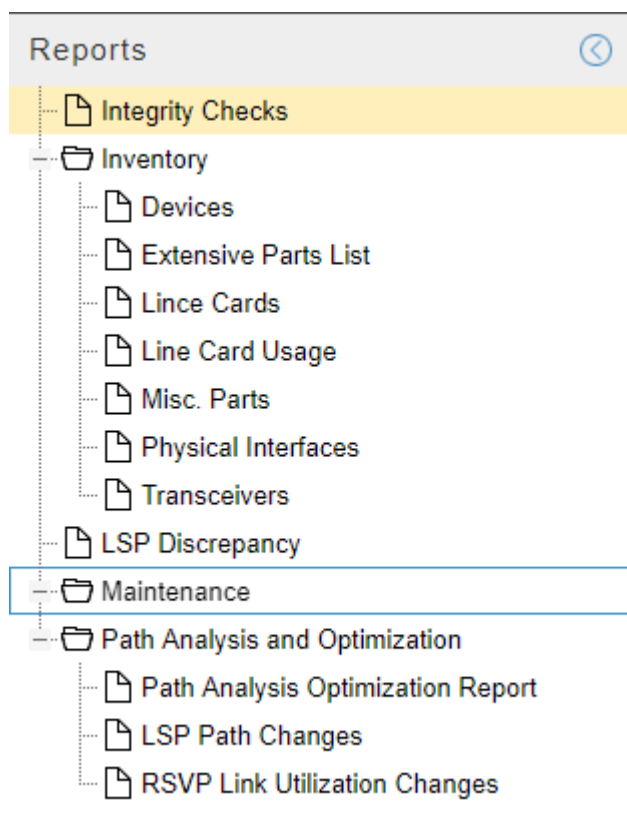 Reports
Integrity Checks
Inventory
Devices
Extensive Parts List
Lince Cards
Line Card Usage
Misc. Parts
Physical Interfaces
Transceivers
LSP Discrepancy
Maintenance
Path Analysis and Optimization
Path Analysis Optimization Report
LSP Path Changes
RSVP Link Utilization Changes